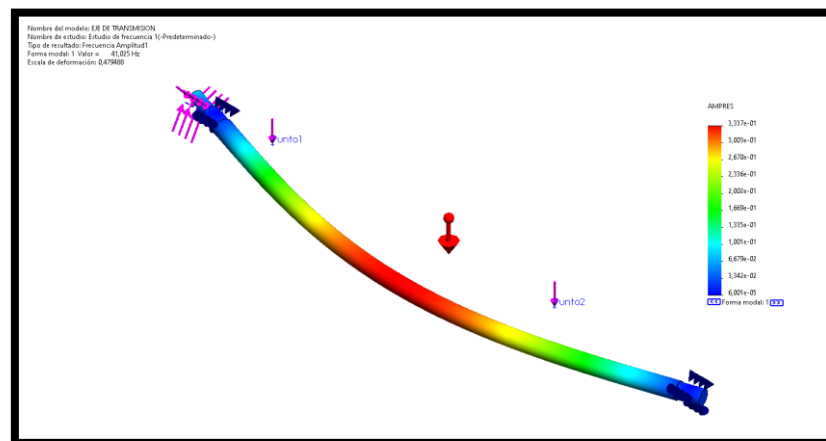 Nombre del modelo: EJE DE TRANSMISION
Nombre de estudio: Estudio de frecuencia 1(-Predeterminado-)
Tipo de resultado: Frecuencia Amplitud1
Forma modal: 1 Valor = 41,025 Hz
Escala de deformación: 0,479488
unto1
unto2
AMPRES
3,337e-01
3,003e-01
2,670e-01
2,336e-01
2,002e-01
1,669e-01
1,335e-01
1,001e-01
6,679e-02
3,342e-02
6,001e-05
<< Forma modal: 1 >>